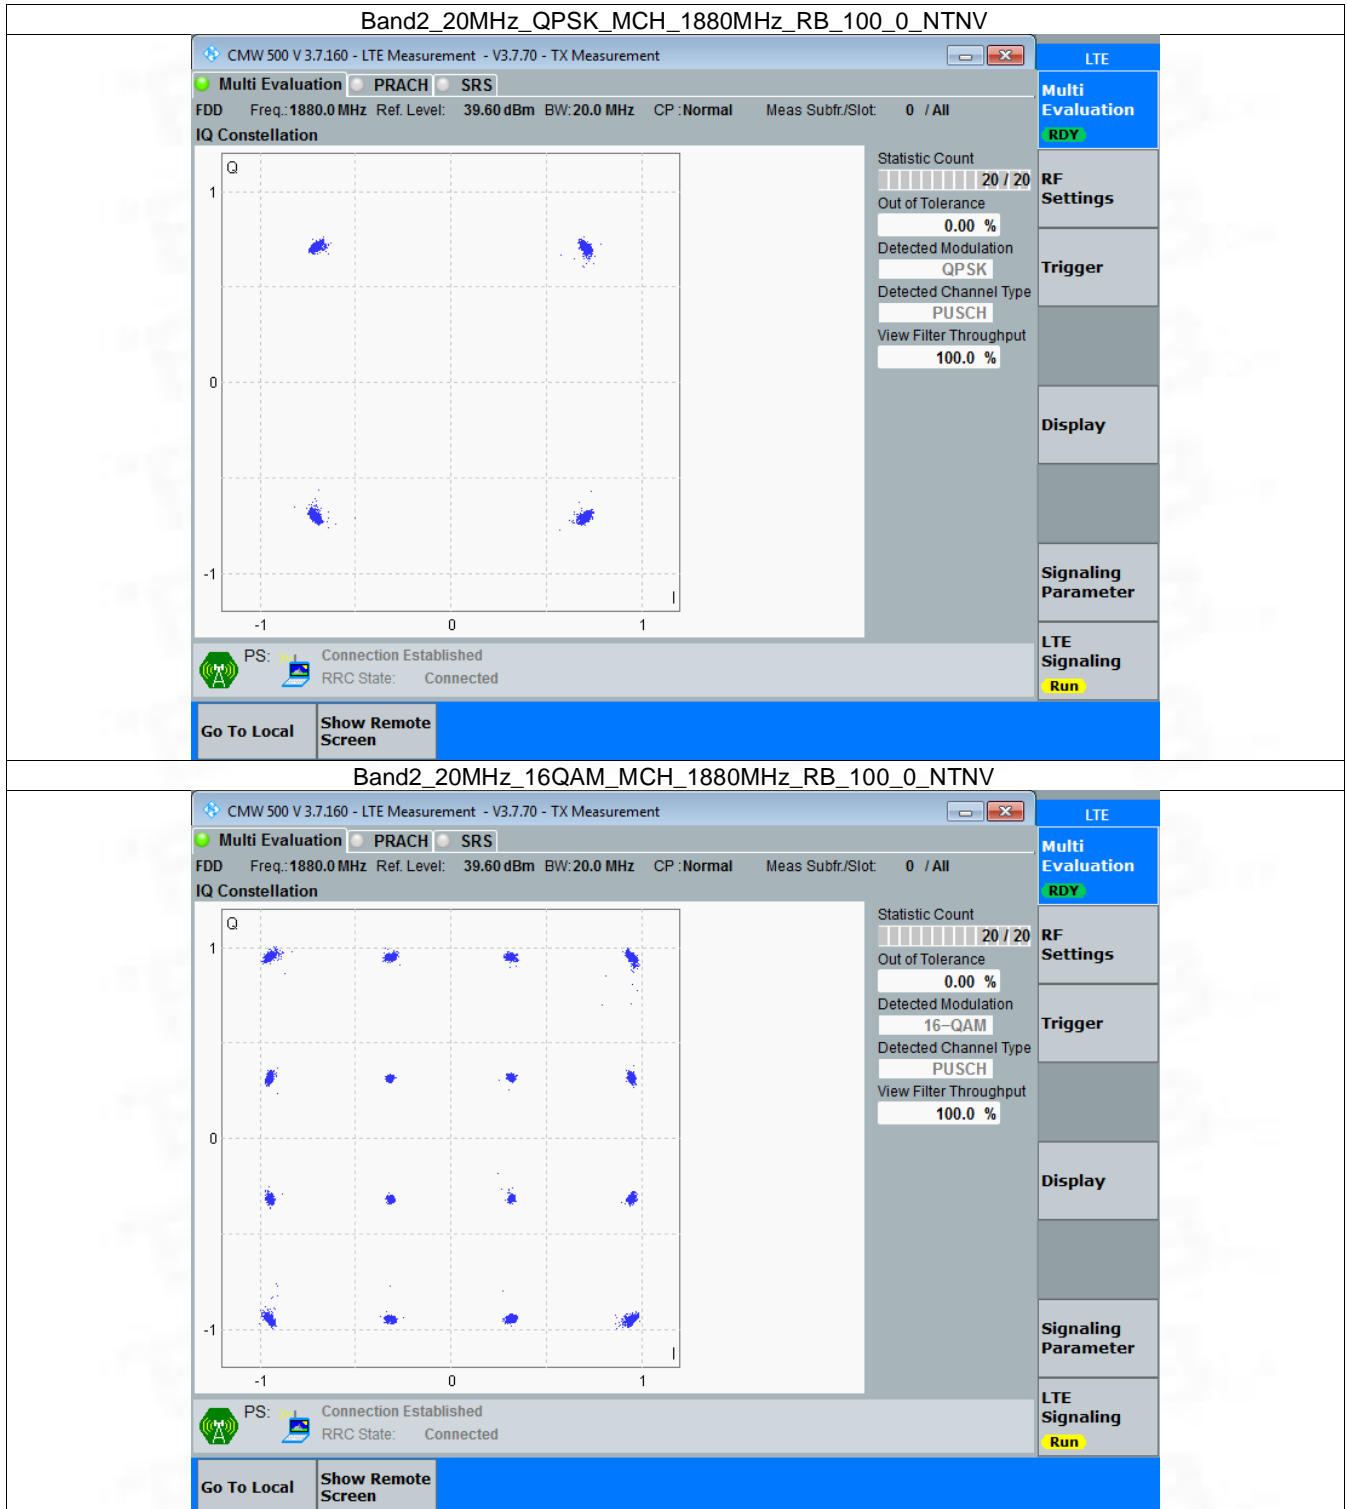 Band2_20MHz_QPSK_MCH_1880MHz_RB_100_0_NTNV
CMW 500 V 3.7.160 - LTE Measurement - V3.7.70 - TX Measurement
LTE
Multi Evaluation PRACH SRS
Multi
Evaluation
RDY
FDD Freq.:1880.0 MHz Ref. Level: 39.60 dBm BW:20.0 MHz CP :Normal Meas Subfr./Slot: 0 / All
IQ Constellation
Q
1
0
-1
I
-1 0 1
Statistic Count
20 / 20
Out of Tolerance
0.00 %
Detected Modulation
QPSK
Detected Channel Type
PUSCH
View Filter Throughput
100.0 %
RF
Settings
Trigger
Display
Signaling
Parameter
LTE
Signaling
Run
PS: Connection Established
RRC State: Connected
Go To Local
Show Remote
Screen
Band2_20MHz_16QAM_MCH_1880MHz_RB_100_0_NTNV
CMW 500 V 3.7.160 - LTE Measurement - V3.7.70 - TX Measurement
LTE
Multi Evaluation PRACH SRS
Multi
Evaluation
RDY
FDD Freq.:1880.0 MHz Ref. Level: 39.60 dBm BW:20.0 MHz CP :Normal Meas Subfr./Slot: 0 / All
IQ Constellation
Q
1
0
-1
I
-1 0 1
Statistic Count
20 / 20
Out of Tolerance
0.00 %
Detected Modulation
16-QAM
Detected Channel Type
PUSCH
View Filter Throughput
100.0 %
RF
Settings
Trigger
Display
Signaling
Parameter
LTE
Signaling
Run
PS: Connection Established
RRC State: Connected
Go To Local
Show Remote
Screen